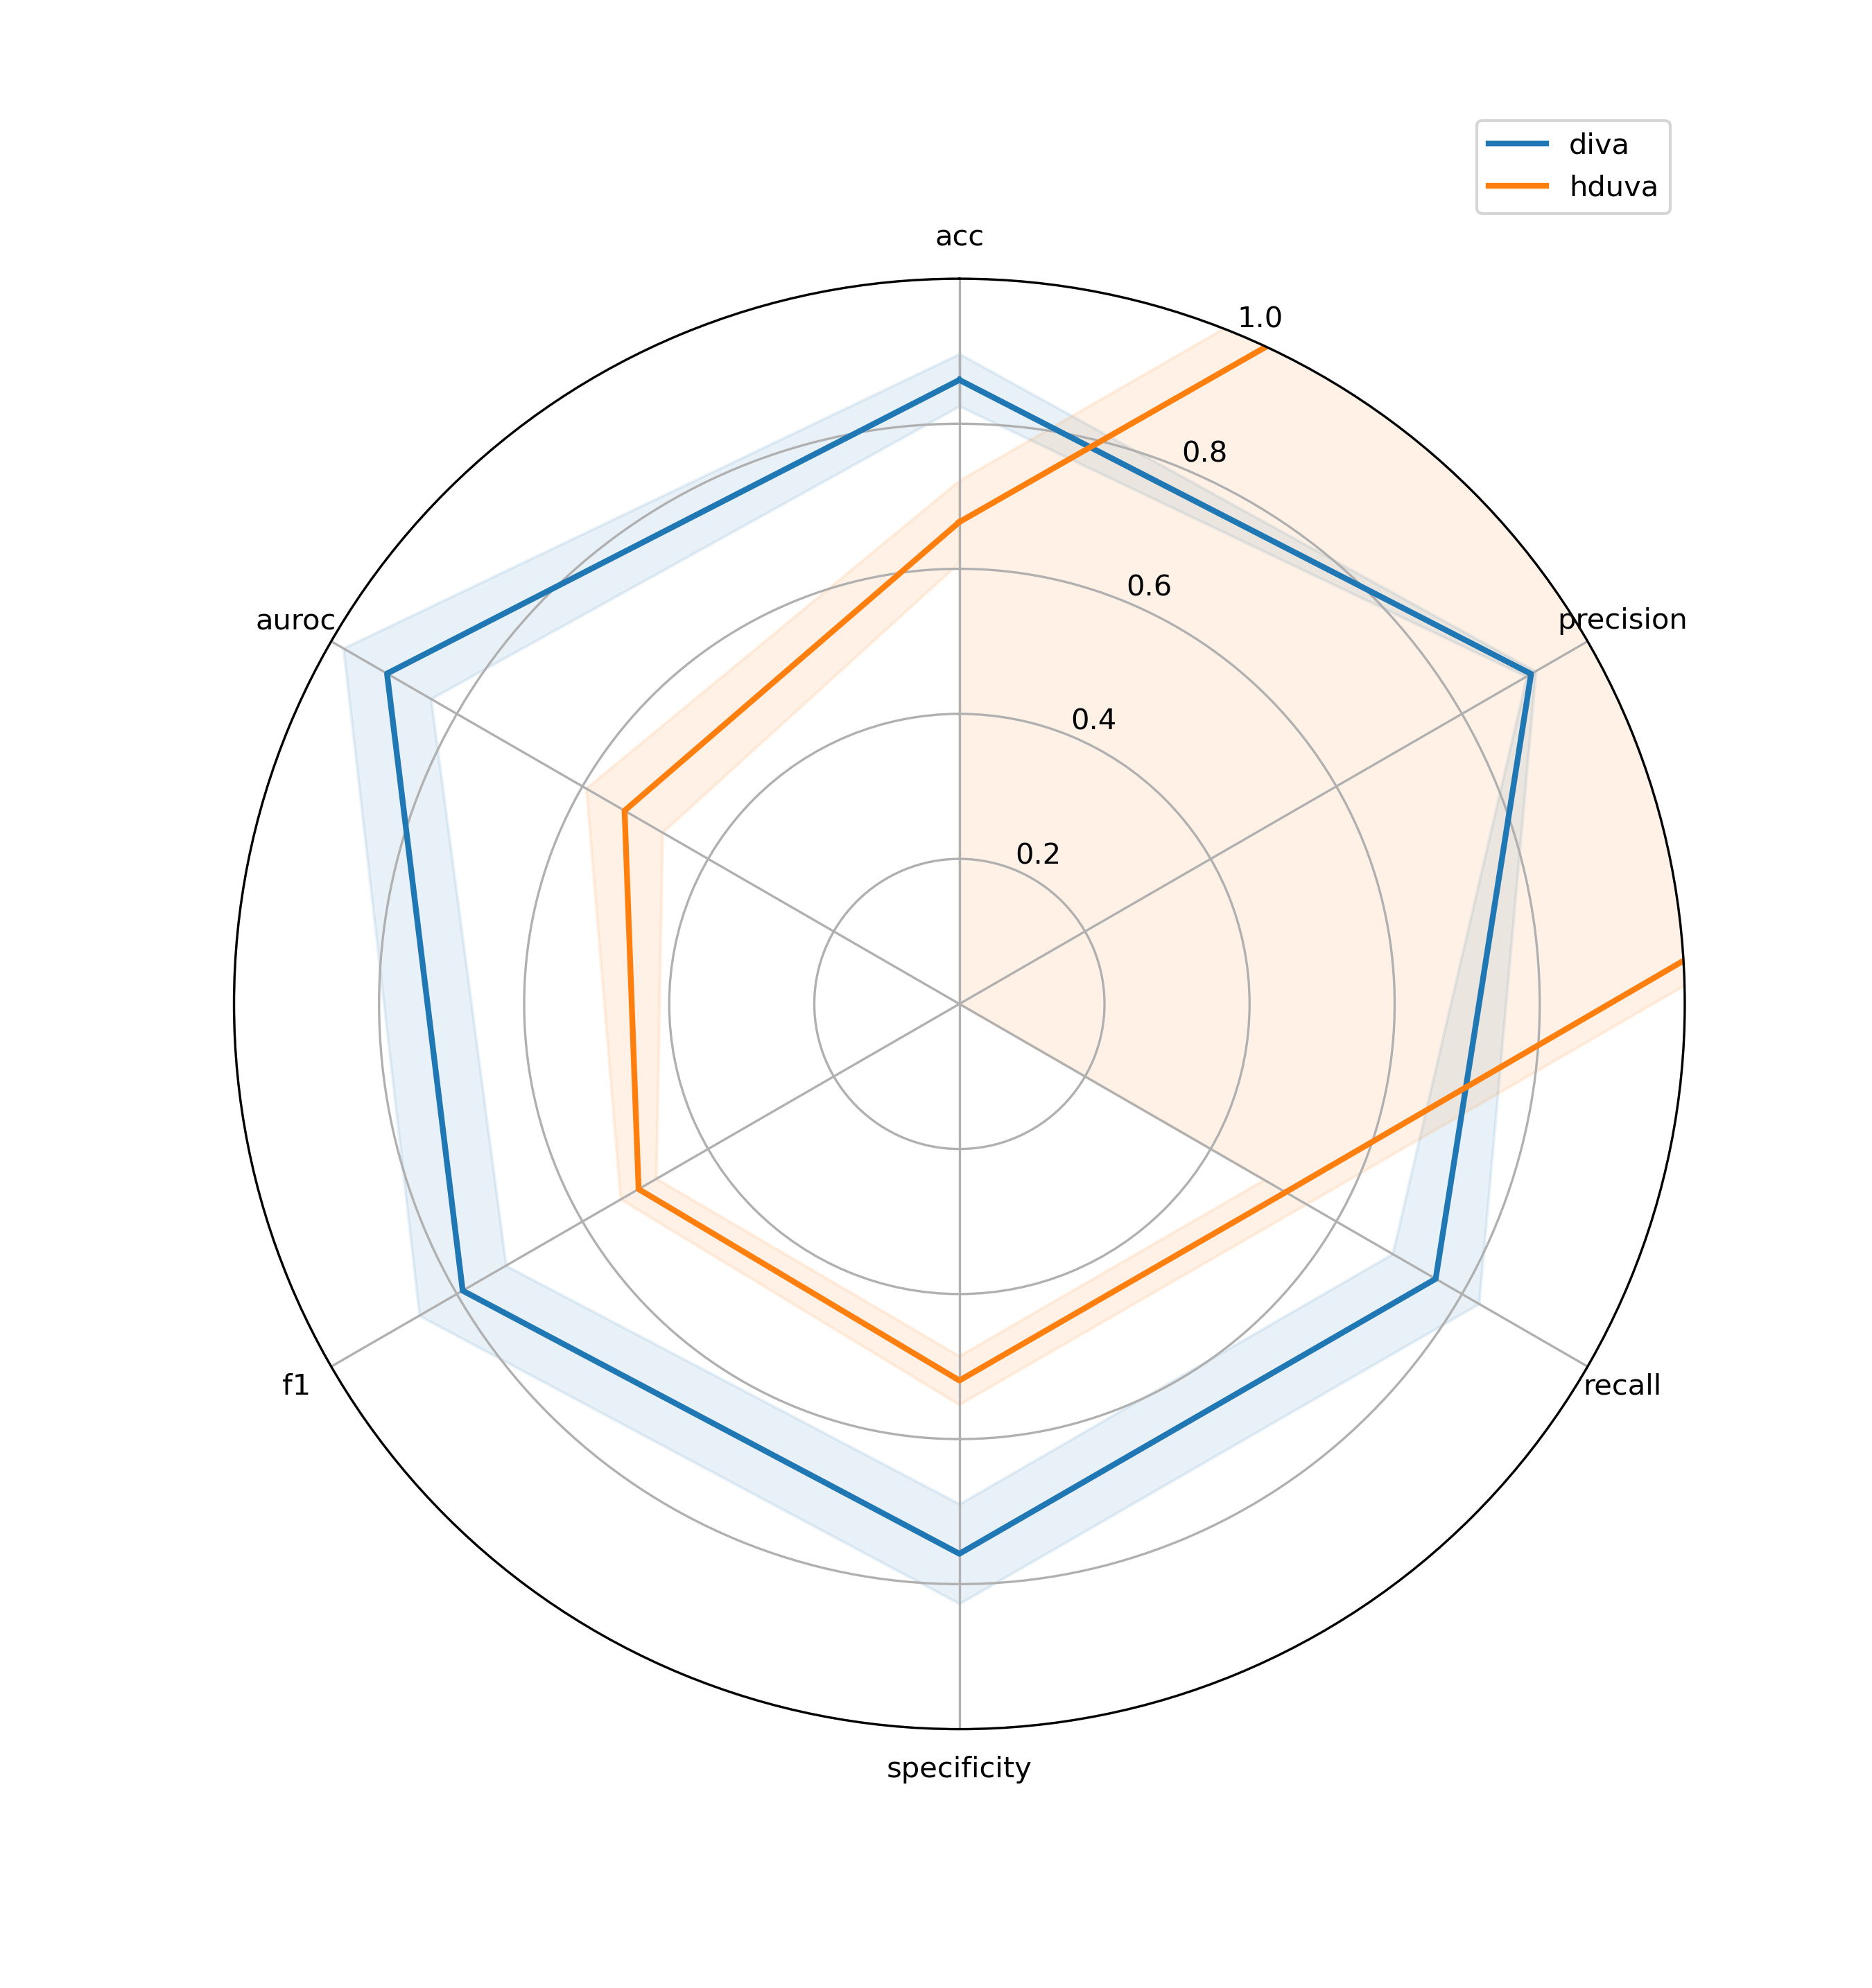 diva
hduva
acc
1.0
0.8
precision
auroc
0.6
0.4
0.2
f1
recall
specificity